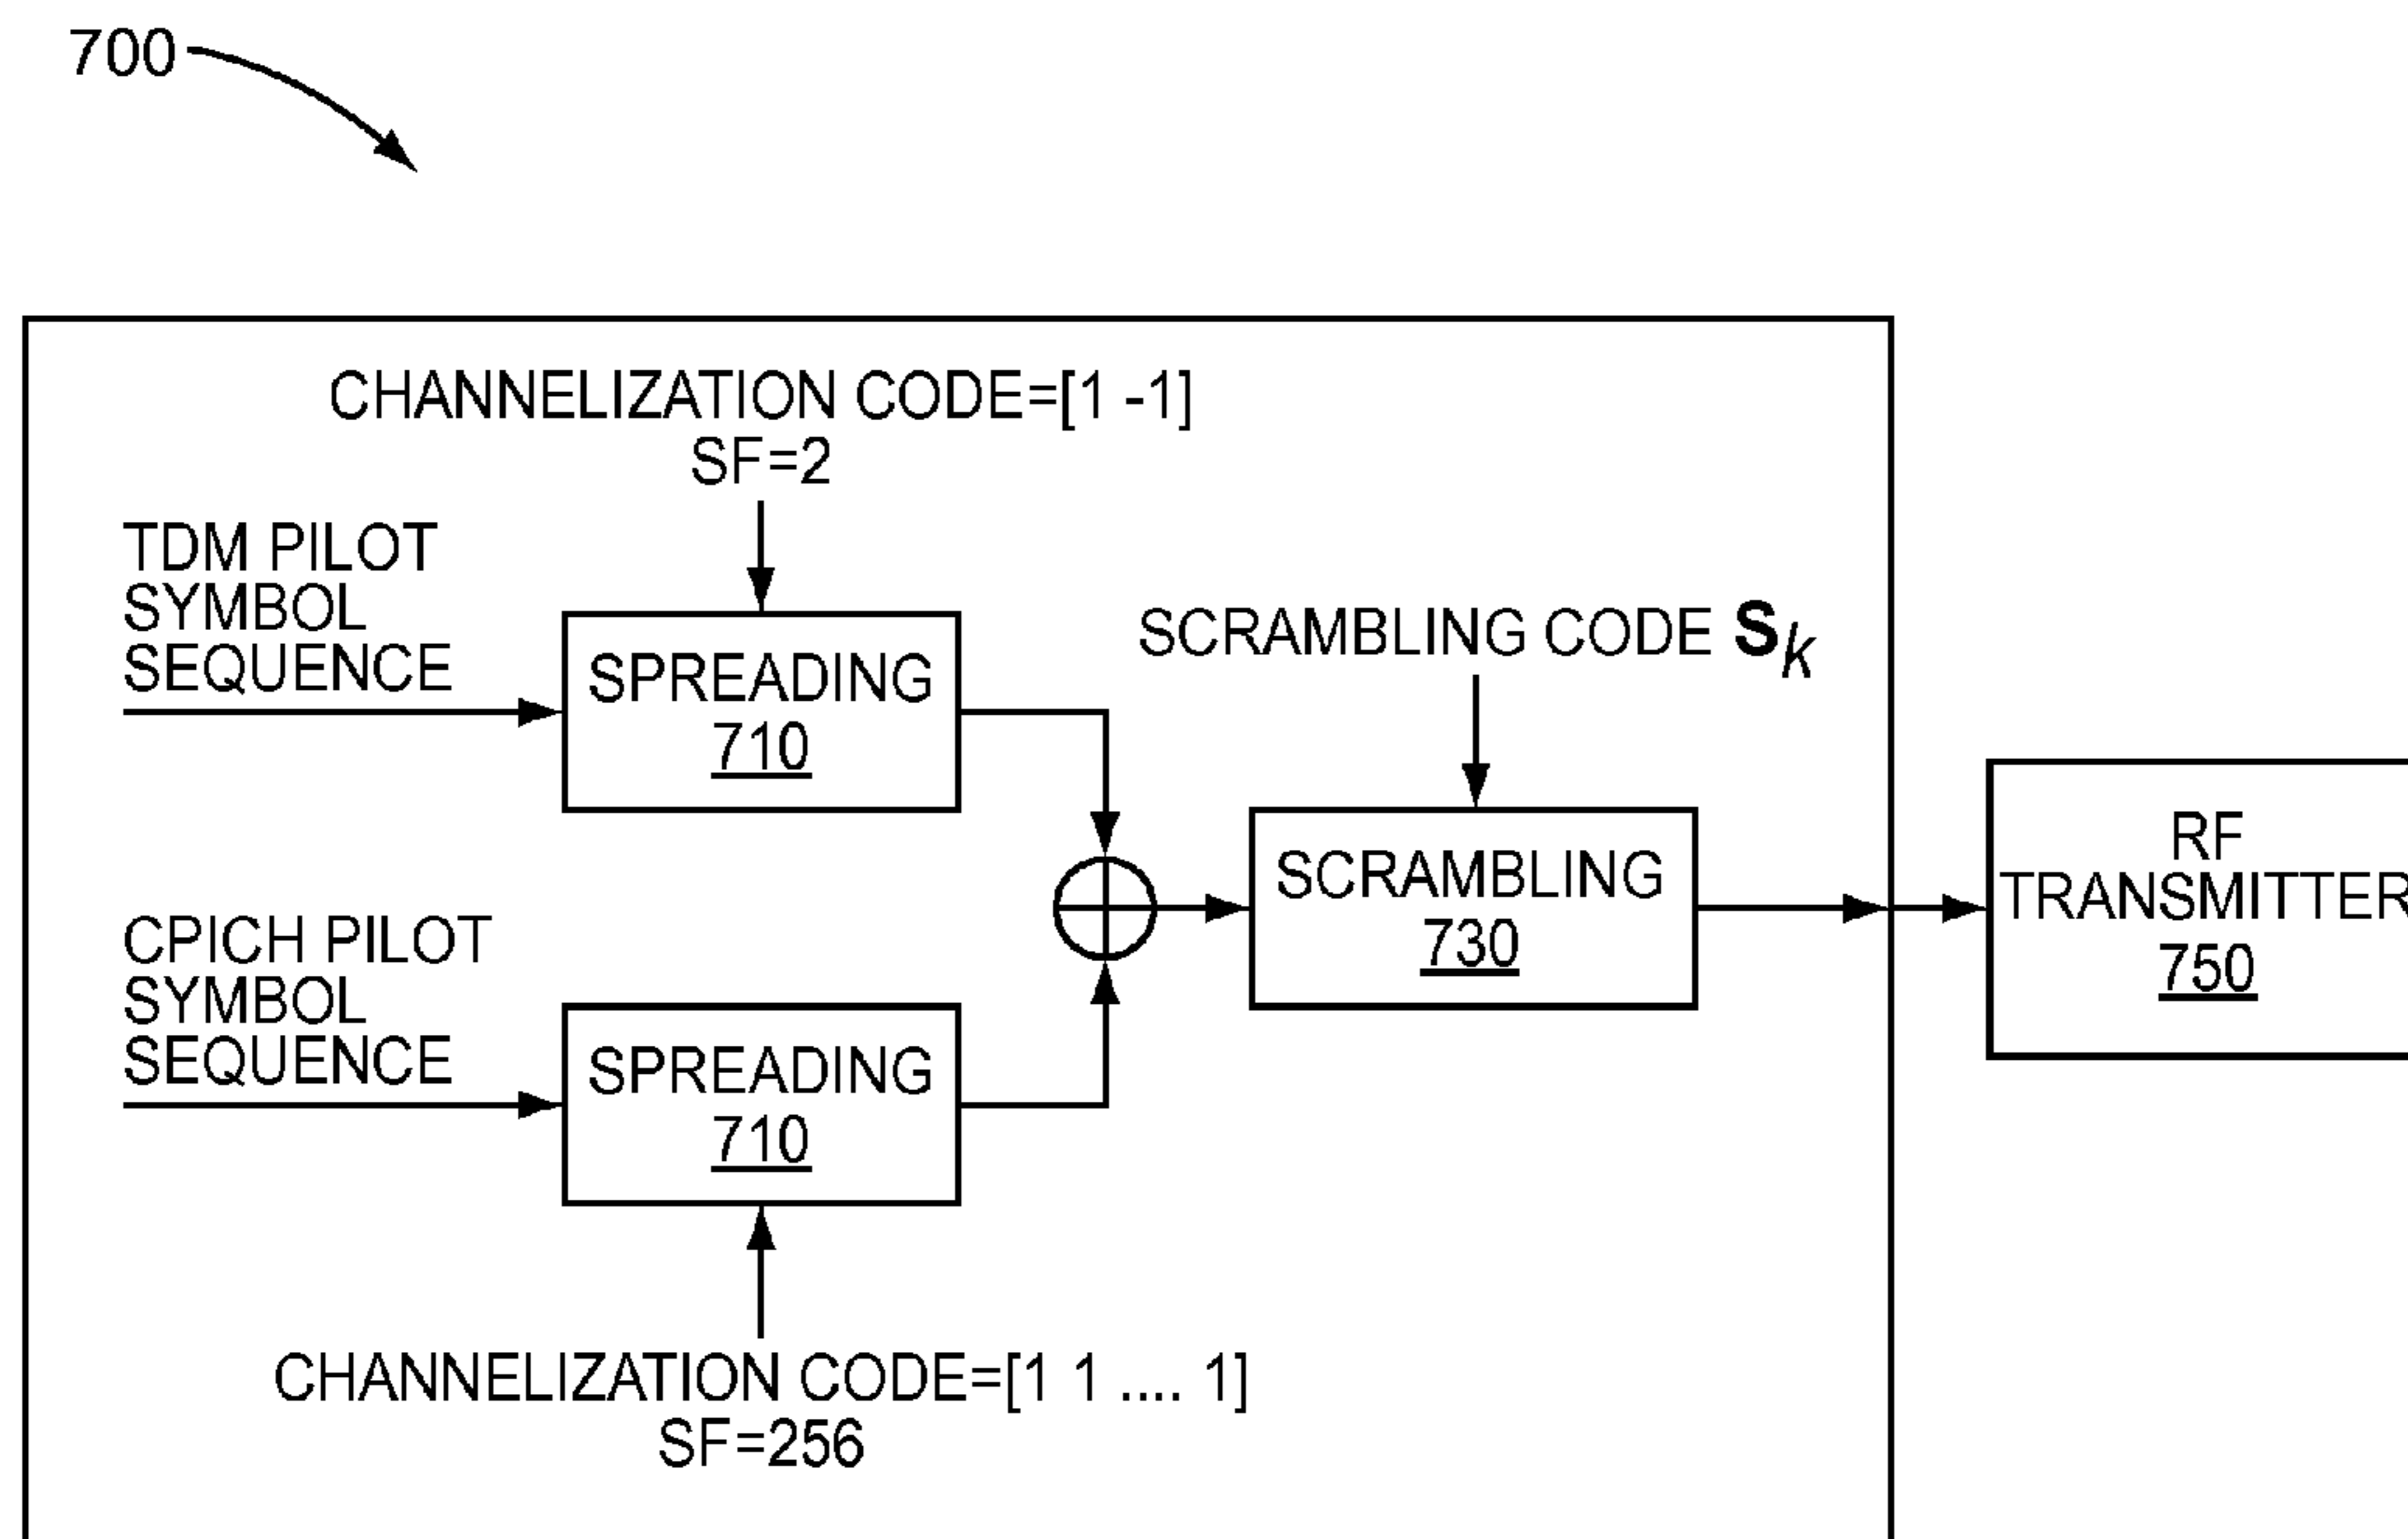 700
CHANNELIZATION CODE=[1 -1]
SF=2
TDM PILOT
SYMBOL
SEQUENCE
SPREADING
710
SCRAMBLING CODE Sk
CPICH PILOT
SYMBOL
SEQUENCE
SPREADING
710
SCRAMBLING
730
RF
TRANSMITTER
750
CHANNELIZATION CODE=[1 1 .... 1]
SF=256